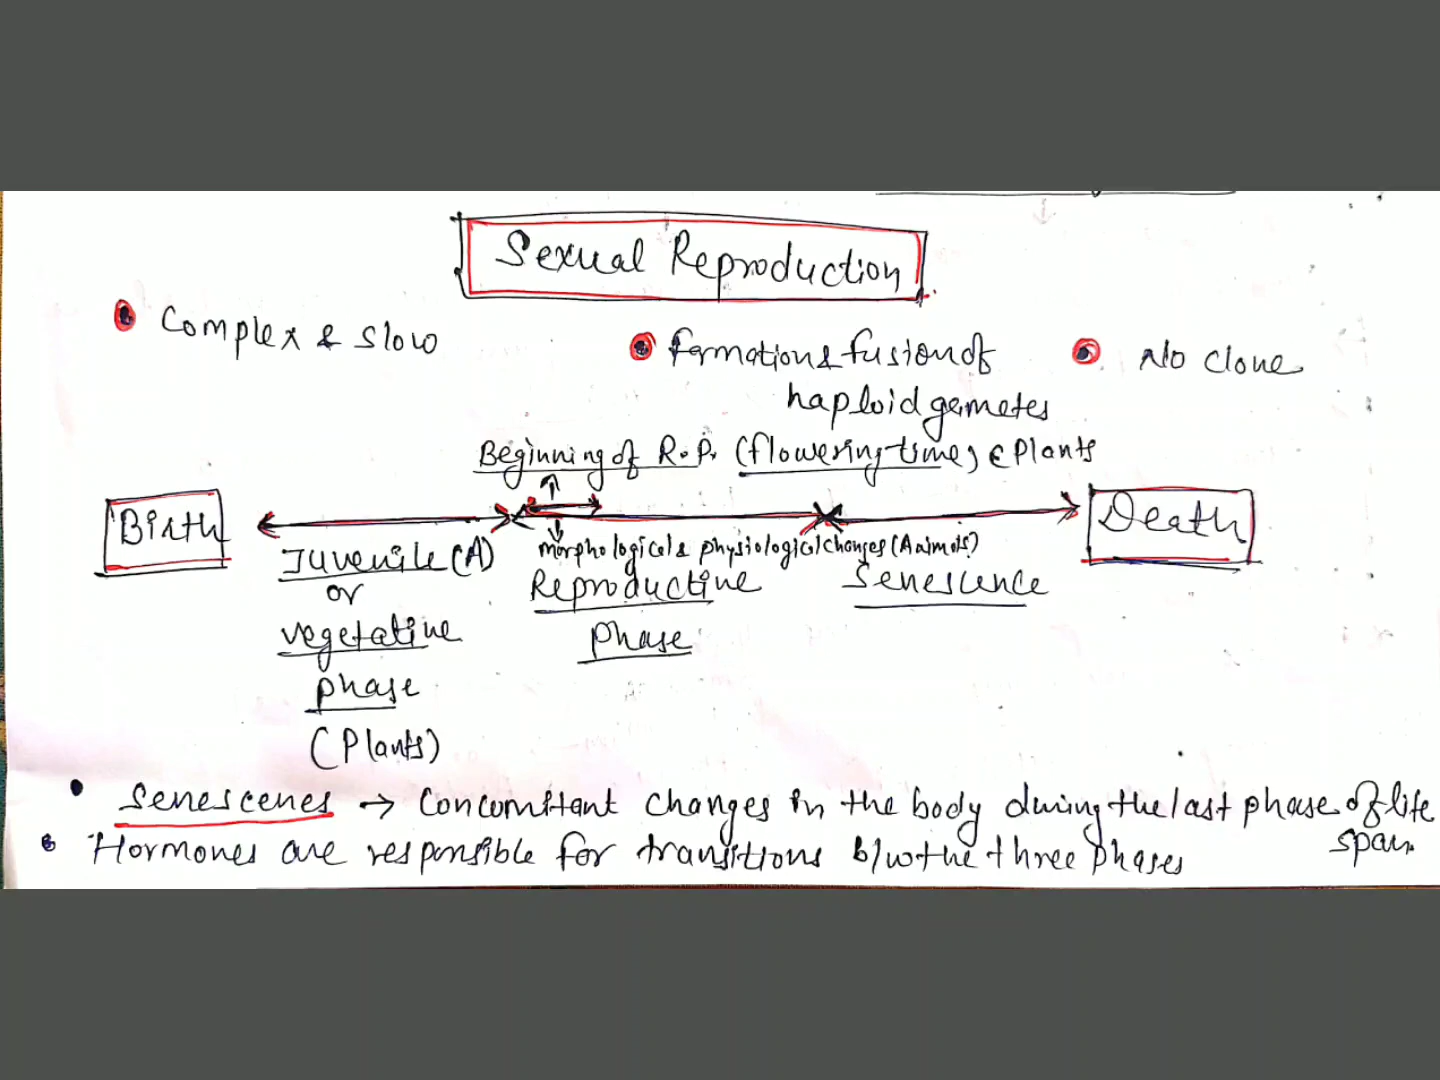 Sexual Reproduction
Complex & slow
formation & fusion of
haploid gametes
No clone
Beginning of R.P. (flowering time) Plants
Birth
Death
Juvenile (A)
or
vegetative
phase
(Plants)
morphological & physiological changes (Animals)
Reproductive
phase
Senescence
Senescenes → Concomitant changes in the body during the last phase of life
span
Hormones are responsible for transitions b/w the three phases